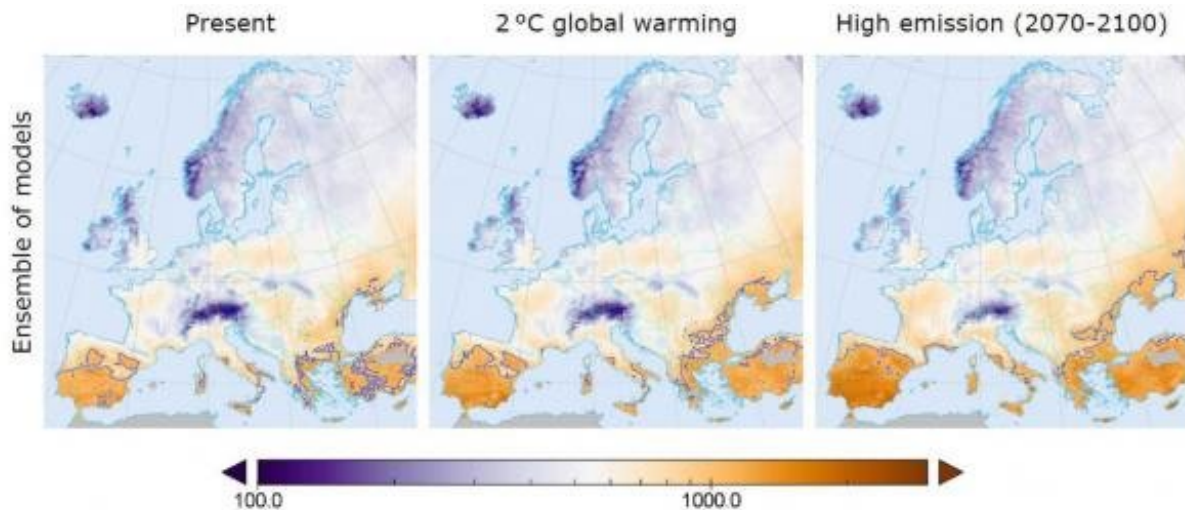 Present
2 ºC global warming
High emission (2070-2100)
Ensemble of models
100.0
1000.0